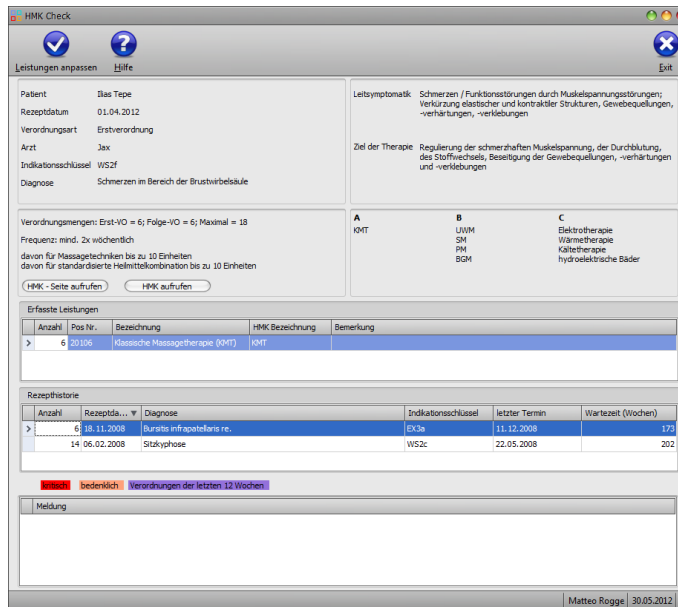 HMK Check
Leistungen anpassen
Hilfe
Exit
Patient Ilias Tepe
Rezeptdatum 01.04.2012
Verordnungsart Erstverordnung
Arzt Jax
Indikationsschlüssel WS2f
Diagnose Schmerzen im Bereich der Brustwirbelsäule
Leitsymptomatik Schmerzen / Funktionsstörungen durch Muskelspannungsstörungen;
Verkürzung elastischer und kontraktiler Strukturen, Gewebequellungen,
-verhärtungen, -verklebungen
Ziel der Therapie Regulierung der schmerzhaften Muskelspannung, der Durchblutung,
des Stoffwechsels, Beseitigung der Gewebequellungen, -verhärtungen
und -verklebungen
Verordnungsmengen: Erst-VO = 6; Folge-VO = 6; Maximal = 18
Frequenz: mind. 2x wöchentlich
davon für Massagetechniken bis zu 10 Einheiten
davon für standardisierte Heilmittelkombination bis zu 10 Einheiten
HMK - Seite aufrufen HMK aufrufen
A B C
KMT UWM Elektrotherapie
SM Wärmetherapie
PM Kältetherapie
BGM hydroelektrische Bäder
Erfasste Leistungen
Anzahl Pos Nr. Bezeichnung HMK Bezeichnung Bemerkung
6 20106 Klassische Massagetherapie (KMT) KMT
Rezepthistorie
Anzahl Rezeptda... Diagnose Indikationsschlüssel letzter Termin Wartezeit (Wochen)
6 18.11.2008 Bursitis infrapatellaris re. EX3a 11.12.2008 173
14 06.02.2008 Sitzkyphose WS2c 22.05.2008 202
kritisch bedenklich Verordnungen der letzten 12 Wochen
Meldung
Matteo Rogge 30.05.2012